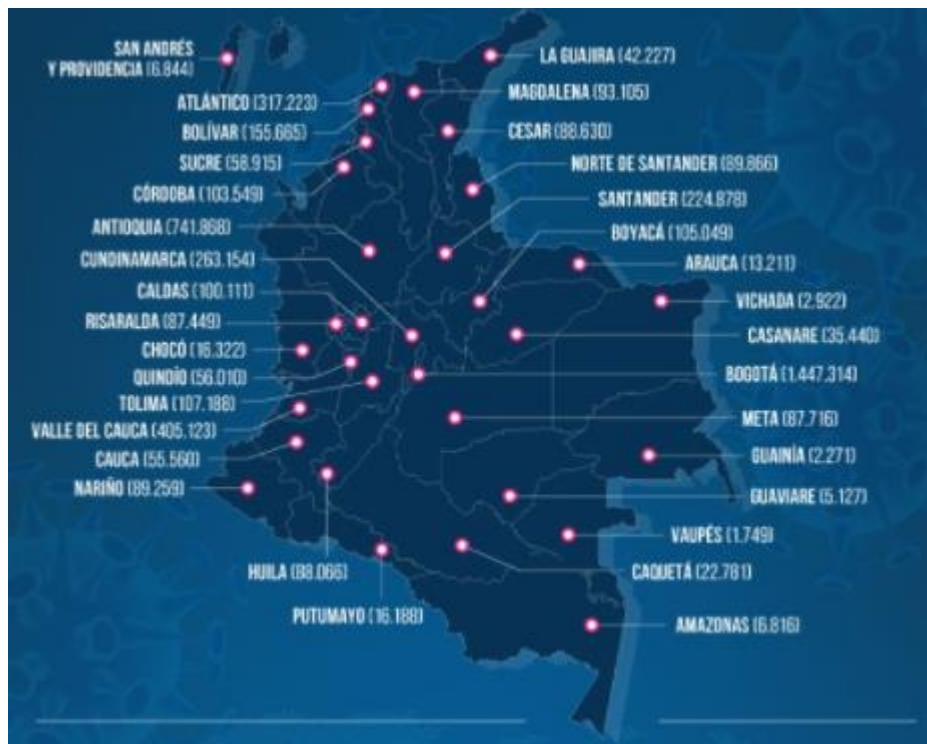 SAN ANDRÉS
Y PROVIDENCIA (6.844)
ATLÁNTICO (317.223)
BOLÍVAR (155.665)
SUCRE (58.915)
CÓRDOBA (103.549)
ANTIOQUIA (741.868)
CUNDINAMARCA (263.154)
CALDAS (100.111)
RISARALDA (87.449)
CHOCÓ (16.322)
QUINDÍO (56.010)
TOLIMA (107.188)
VALLE DEL CAUCA (405.123)
CAUCA (55.560)
NARIÑO (89.259)
HUILA (88.066)
PUTUMAYO (16.188)
LA GUAJIRA (42.227)
MAGDALENA (93.105)
CESAR (88.630)
NORTE DE SANTANDER (89.866)
SANTANDER (224.878)
BOYACÁ (105.049)
ARAUCA (13.211)
VICHADA (2.922)
CASANARE (35.440)
BOGOTÁ (1.447.314)
META (87.716)
GUAINÍA (2.271)
GUAVIARE (5.127)
VAUPÉS (1.749)
CAQUETÁ (22.781)
AMAZONAS (6.816)